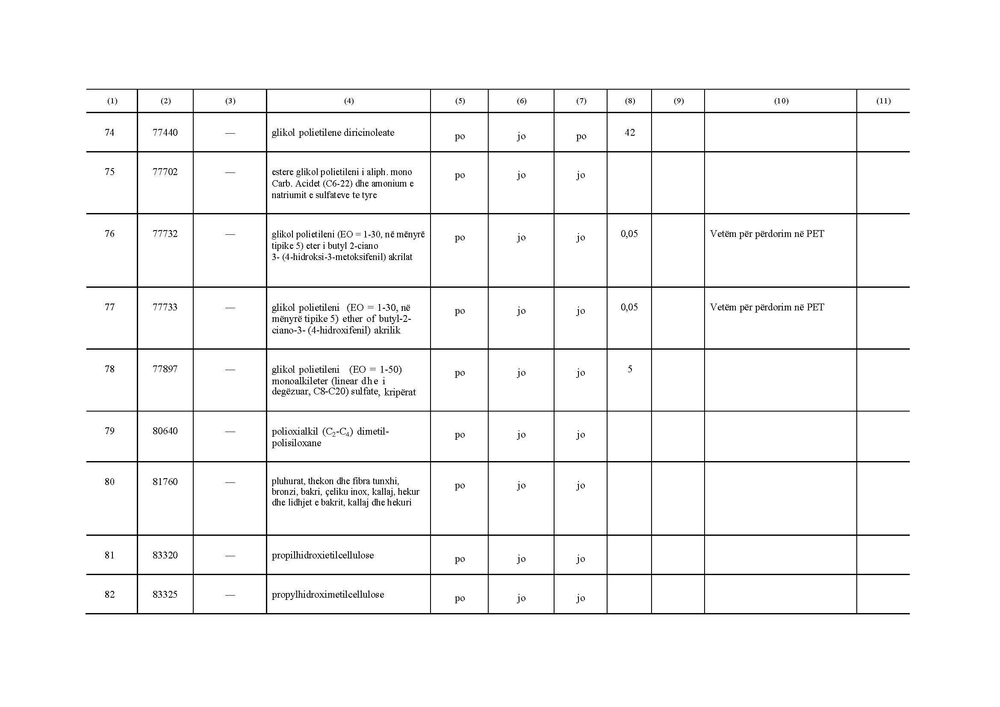 (1) (2) (3) (4) (5) (6) (7) (8) (9) (10) (11)
74 77440 — glikol polietilene diricinoleate po jo po 42
75 77702 — estere glikol polietileni i aliph. mono po jo jo
Carb. Acidet (C6-22) dhe amonium e
natriumit e sulfateve te tyre
76 77732 — glikol polietileni (EO = 1-30, në mënyrë po jo jo 0,05 Vetëm për përdorim në PET
tipike 5) eter i butyl 2-ciano
3- (4-hidroksi-3-metoksifenil) akrilat
77 77733 — glikol polietileni (EO = 1-30, në po jo jo 0,05 Vetëm për përdorim në PET
mënyrë tipike 5) ether of butyl-2-
ciano-3- (4-hidroxifenil) akrilik
78 77897 — glikol polietileni (EO = 1-50) po jo jo 5
monoalkileter (linear dhe i
degëzuar, C8-C20) sulfate, kripërat
79 80640 — polioxialkil (C2-C4) dimetil- po jo jo
polisiloxane
80 81760 — pluhurat, thekon dhe fibra tunxhi, po jo jo
bronzi, bakri, çeliku inox, kallaj, hekur
dhe lidhjet e bakrit, kallaj dhe hekuri
81 83320 — propilhidroxietilcellulose po jo jo
82 83325 — propylhidroximetilcellulose po jo jo